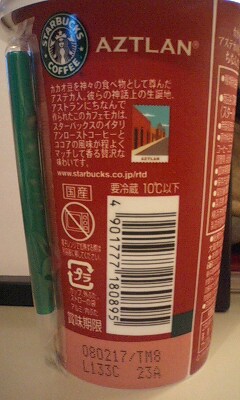 STARBUCKS
COFFEE
AZTLAN®
カカオ豆を神々の食べ物として尊んだ
アステカ人。彼らの神話上の生誕地、
アストランにちなんで
作られたこのカフェモカは、
スターバックスのイタリ
アンローストコーヒーと
ココアの風味が程よく
マッチして香る贅沢な
味わいです。
AZTLAN
www.starbucks.co.jp/rtd
国産
要冷蔵 10℃以下
プラ
賞味期限
4 901777 180895
080217/TM8
L133C 23A